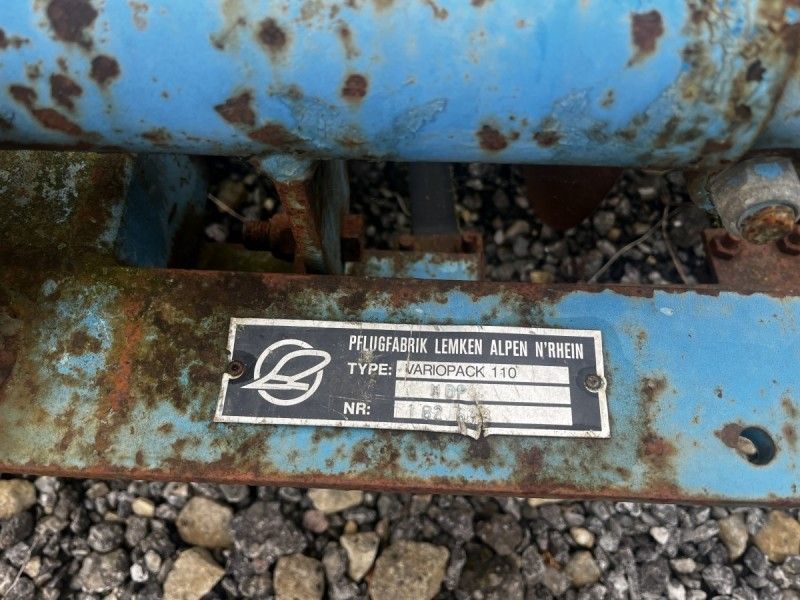 PFLUGFABRIK LEMKEN ALPEN N'RHEIN
TYPE: VARIOPACK 110
NR: